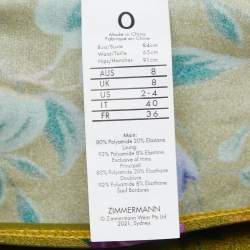 0
Made in China
Fabriqué en Chine
Bust/Buste 84cm
Waist/Taille 65cm
Hips/Hanches 91cm
AUS 8
UK 8
US 2-4
IT 40
FR 36
Main:
80% Polyamide 20% Elastane
Lining:
92% Polyamide 8% Elastane
Exclusive of trims
Principal:
80% Polyamide 20% Elasthane
Doublure:
92% Polyamide 8% Elasthane
Sauf Bordures
ZIMMERMANN
© Zimmermann Wear Pty Ltd
2021, Sydney